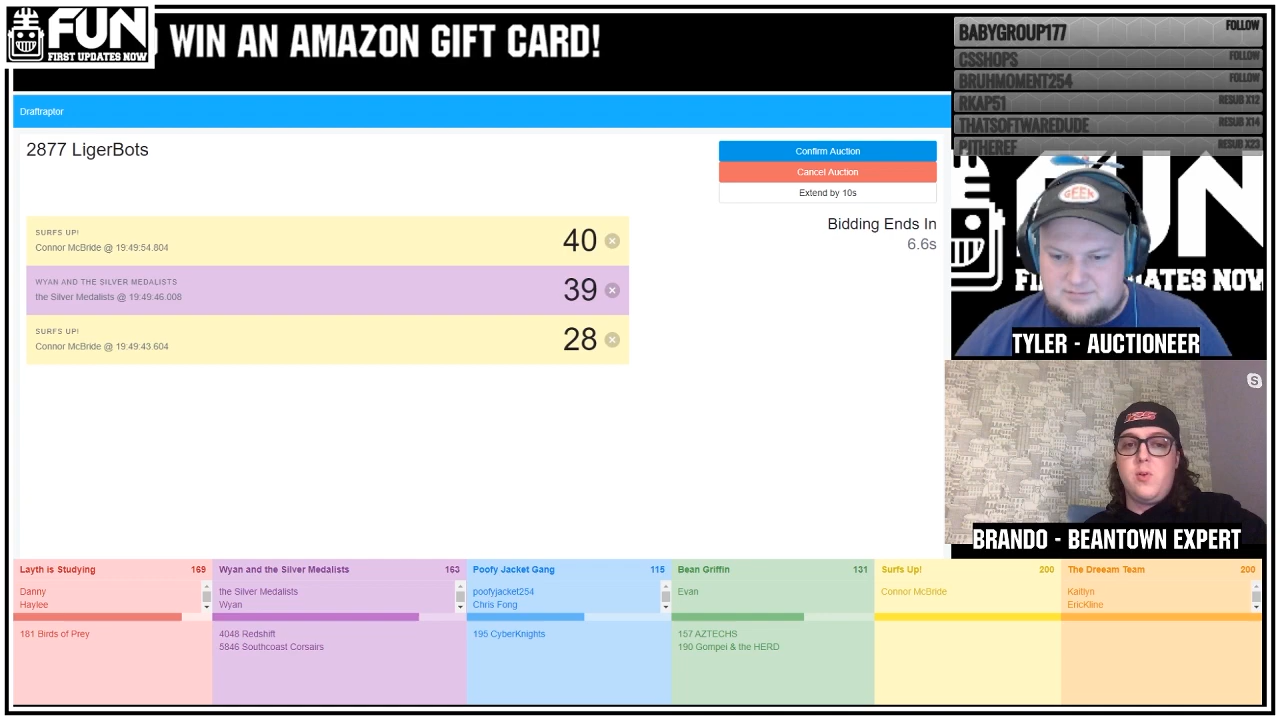 FUN
FIRST UPDATES NOW
WIN AN AMAZON GIFT CARD!
BABYGROUP177 FOLLOW
CSSHOPS FOLLOW
BRUHMOMENT254 FOLLOW
RKAP51 RESUB X12
THATSOFTWAREDUDE RESUB X14
PITHEREF RESUB X23
Draftraptor
2877 LigerBots
Confirm Auction
Cancel Auction
Extend by 10s
Bidding Ends In
6.6s
SURFS UP!
Connor McBride @ 19:49:54.804
40
WYAN AND THE SILVER MEDALISTS
the Silver Medalists @ 19:49:46.008
39
SURFS UP!
Connor McBride @ 19:49:43.604
28
GEEK
TYLER - AUCTIONEER
125
BRANDO - BEANTOWN EXPERT
Layth is Studying 169
Danny
Haylee
181 Birds of Prey
Wyan and the Silver Medalists 163
the Silver Medalists
Wyan
4048 Redshift
5846 Southcoast Corsairs
Poofy Jacket Gang 115
poofyjacket254
Chris Fong
195 CyberKnights
Bean Griffin 131
Evan
157 AZTECHS
190 Gompei & the HERD
Surfs Up! 200
Connor McBride
The Dreeam Team 200
Kaitlyn
EricKline